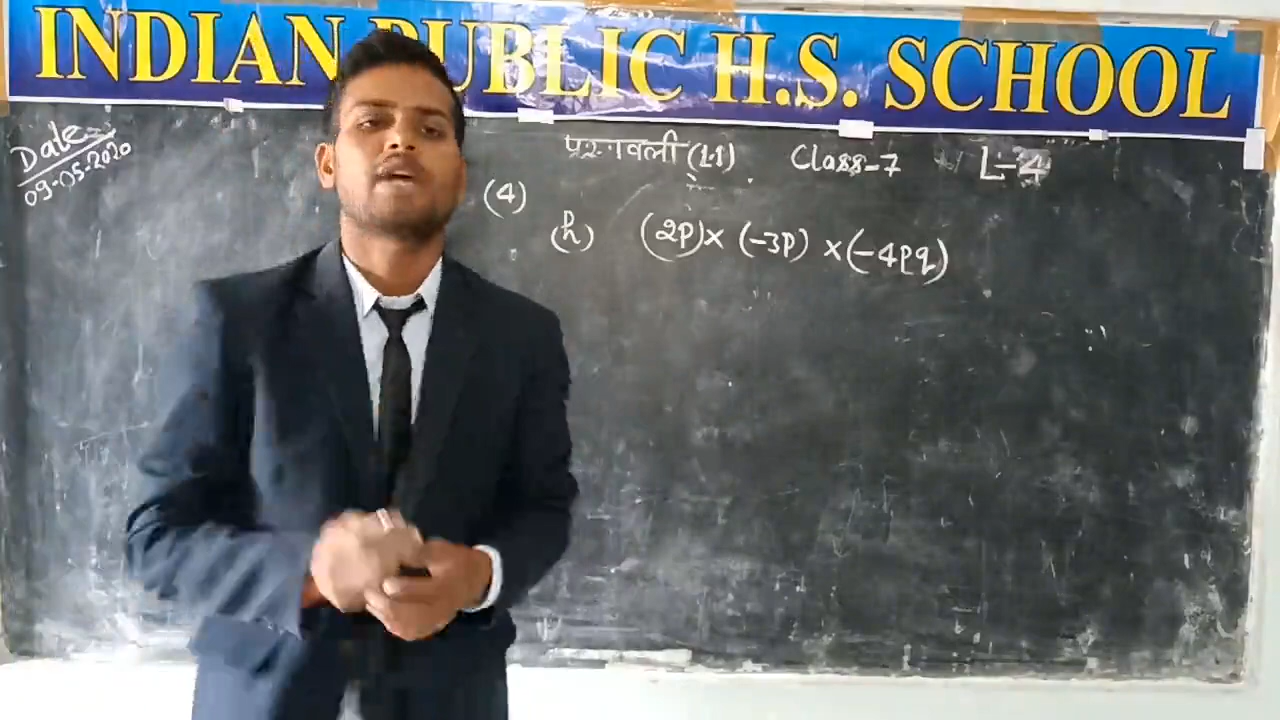 INDIAN PUBLIC H.S. SCHOOL
Date:-
09-05-2020
प्रश्नावली (1.1) Class-7 L-4
(4)
(h) (2p)× (-3p) ×(-4pq)